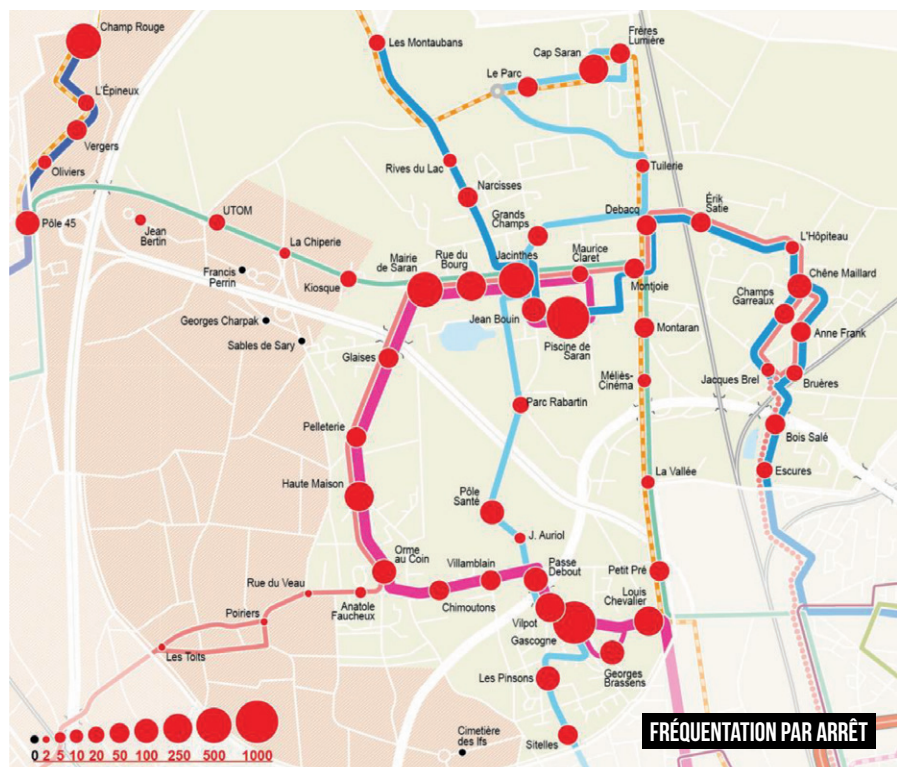 Champ Rouge
Les Montaubans
Cap Saran
Frères
Lumière
Le Parc
L'Épineux
Vergers
Oliviers
Rives du Lac
Tuilerie
Narcisses
Pôle 45
Jean
Bertin
UTOM
Grands
Champs
Debacq
Érik
Satie
L'Hôpiteau
La Chiperie
Francis
Perrin
Kiosque
Mairie
de Saran
Rue du
Bourg
Jacinthes
Maurice
Claret
Montjoie
Chêne Maillard
Champs
Garreaux
Georges Charpak
Sables de Sary
Jean Bouin
Piscine de
Saran
Montaran
Anne Frank
Glaises
Méliès-
Cinéma
Jacques Brel
Bruères
Parc Rabartin
Pelleterie
Bois Salé
Haute Maison
La Vallée
Escures
Pôle
Santé
J. Auriol
Orme
au Coin
Villamblain
Passe
Debout
Petit Pré
Rue du Veau
Anatole
Faucheux
Chimoutons
Louis
Chevalier
Poiriers
Vilpot
Gascogne
Les Toits
Georges
Brassens
Les Pinsons
Cimetière
des Ifs
Sitelles
0 2 5 10 20 50 100 250 500 1000
FRÉQUENTATION PAR ARRÊT